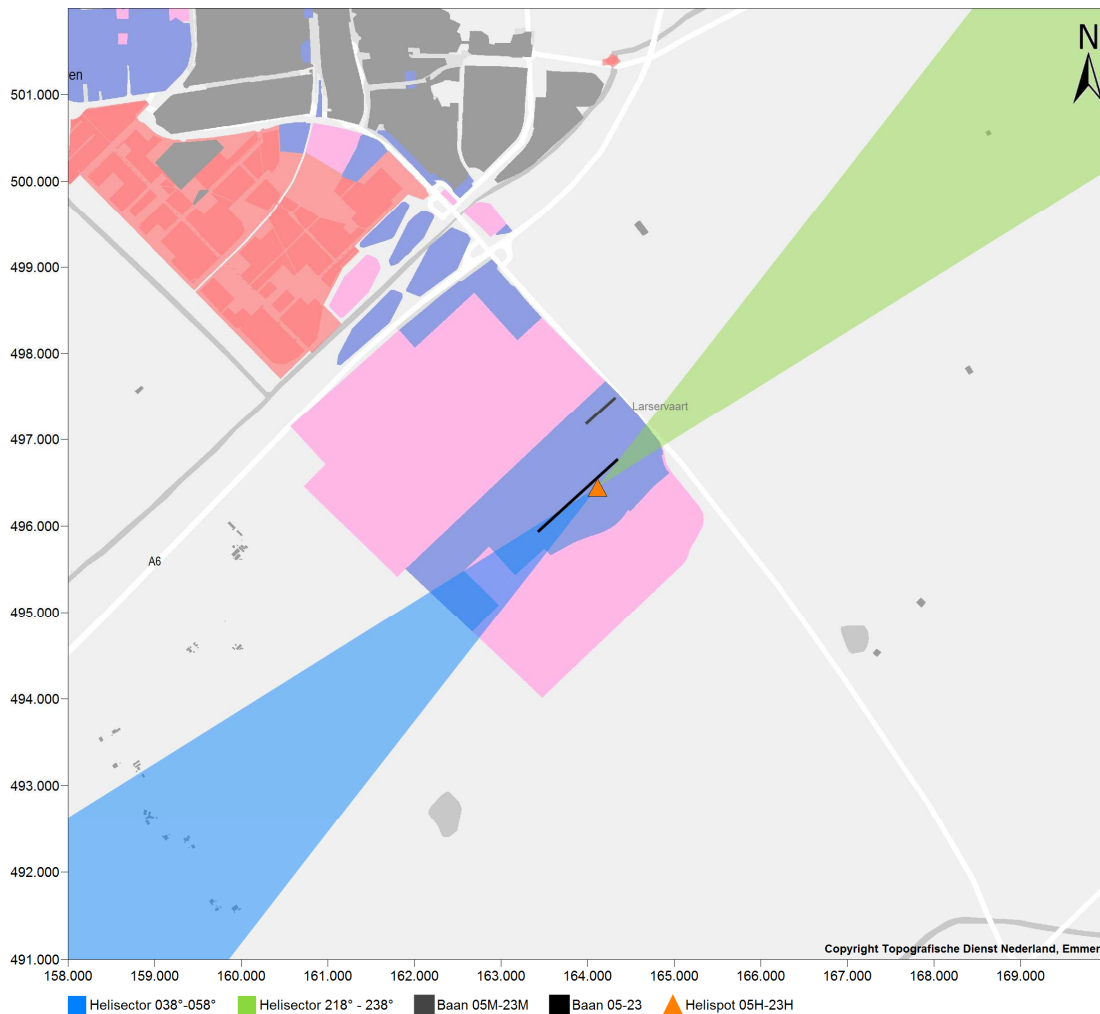 N
501.000
en
500.000
499.000
498.000
Larservaart
497.000
496.000
A6
495.000
494.000
493.000
492.000
491.000
Copyright Topografische Dienst Nederland, Emmen
158.000 159.000 160.000 161.000 162.000 163.000 164.000 165.000 166.000 167.000 168.000 169.000
Helisector 038°-058° Helisector 218° - 238° Baan 05M-23M Baan 05-23 Helispot 05H-23H